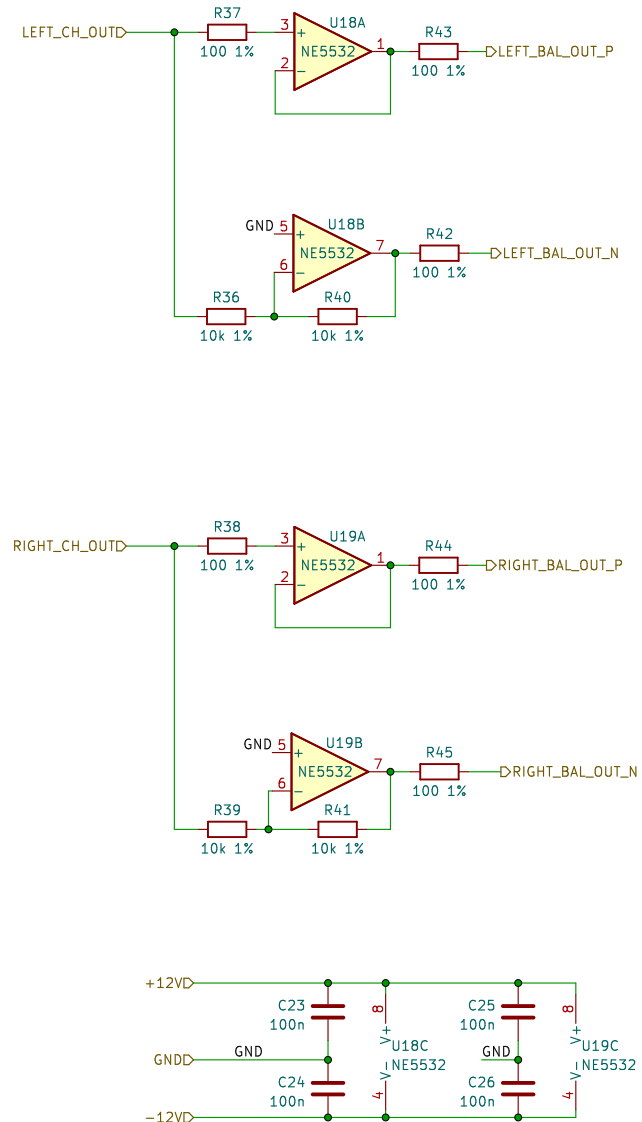 R37
U18A
LEFT_CH_OUT
3
+
100 1%
NE5532
1
R43
LEFT_BAL_OUT_P
2
−
100 1%
GND
5
+
U18B
NE5532
7
R42
LEFT_BAL_OUT_N
6
−
100 1%
R36
R40
10k 1%
10k 1%
R38
U19A
RIGHT_CH_OUT
3
+
100 1%
NE5532
1
R44
RIGHT_BAL_OUT_P
2
−
100 1%
GND
5
+
U19B
NE5532
7
R45
RIGHT_BAL_OUT_N
6
−
100 1%
R39
R41
10k 1%
10k 1%
+12V
C23
100n
8
V+
C25
100n
8
V+
GND
GND
U18C
NE5532
GND
U19C
NE5532
C24
100n
V−
4
C26
100n
V−
4
−12V